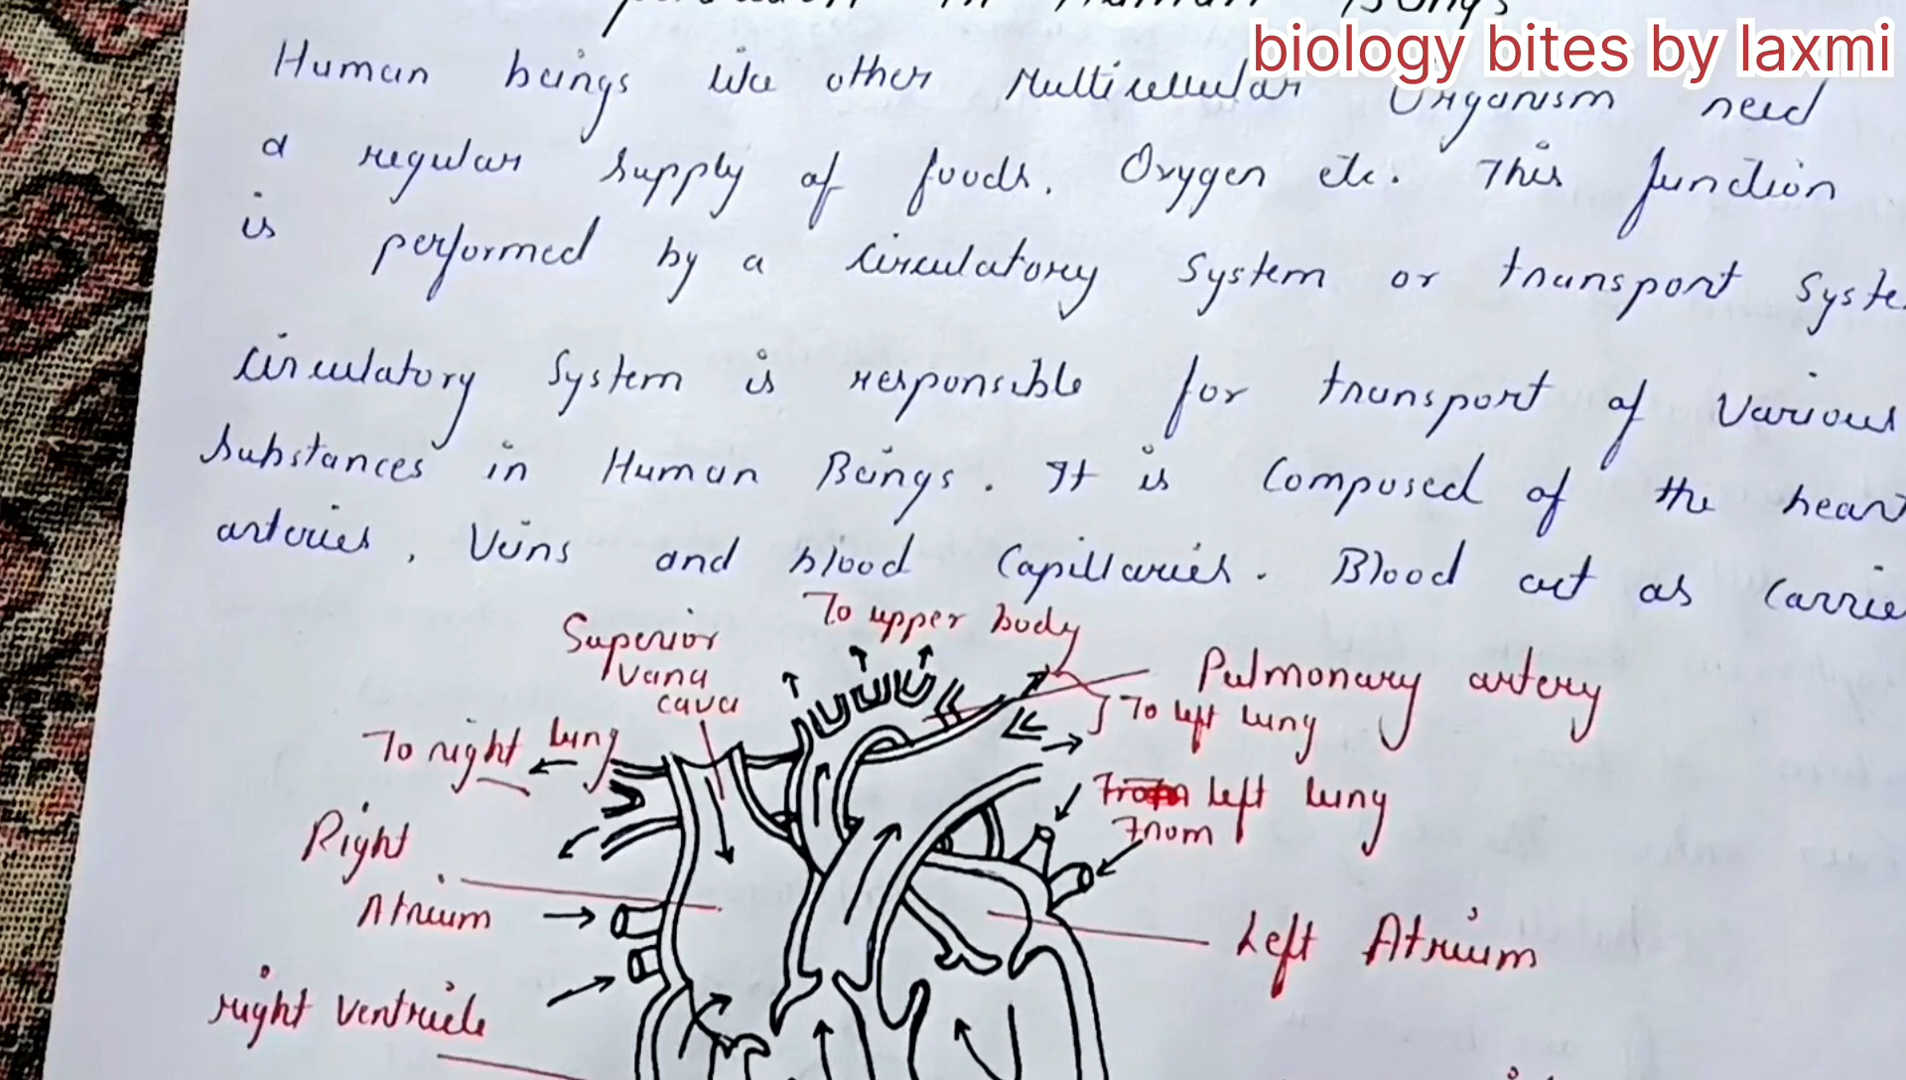 in Human Beings
biology bites by laxmi
Human beings like other Multicellular Organism need
a regular supply of foods. Oxygen etc. This function
is performed by a circulatory system or transport Syste
circulatory System is responsible for transport of various
substances in Human Beings. It is Composed of the heart
arteries, Veins and blood Capillaries. Blood act as Carrie
To upper body
Superior
Vana
cava
Pulmonary artery
To left lung
To right lung
left lung
From
Right
Atrium
Left Atrium
right ventricle